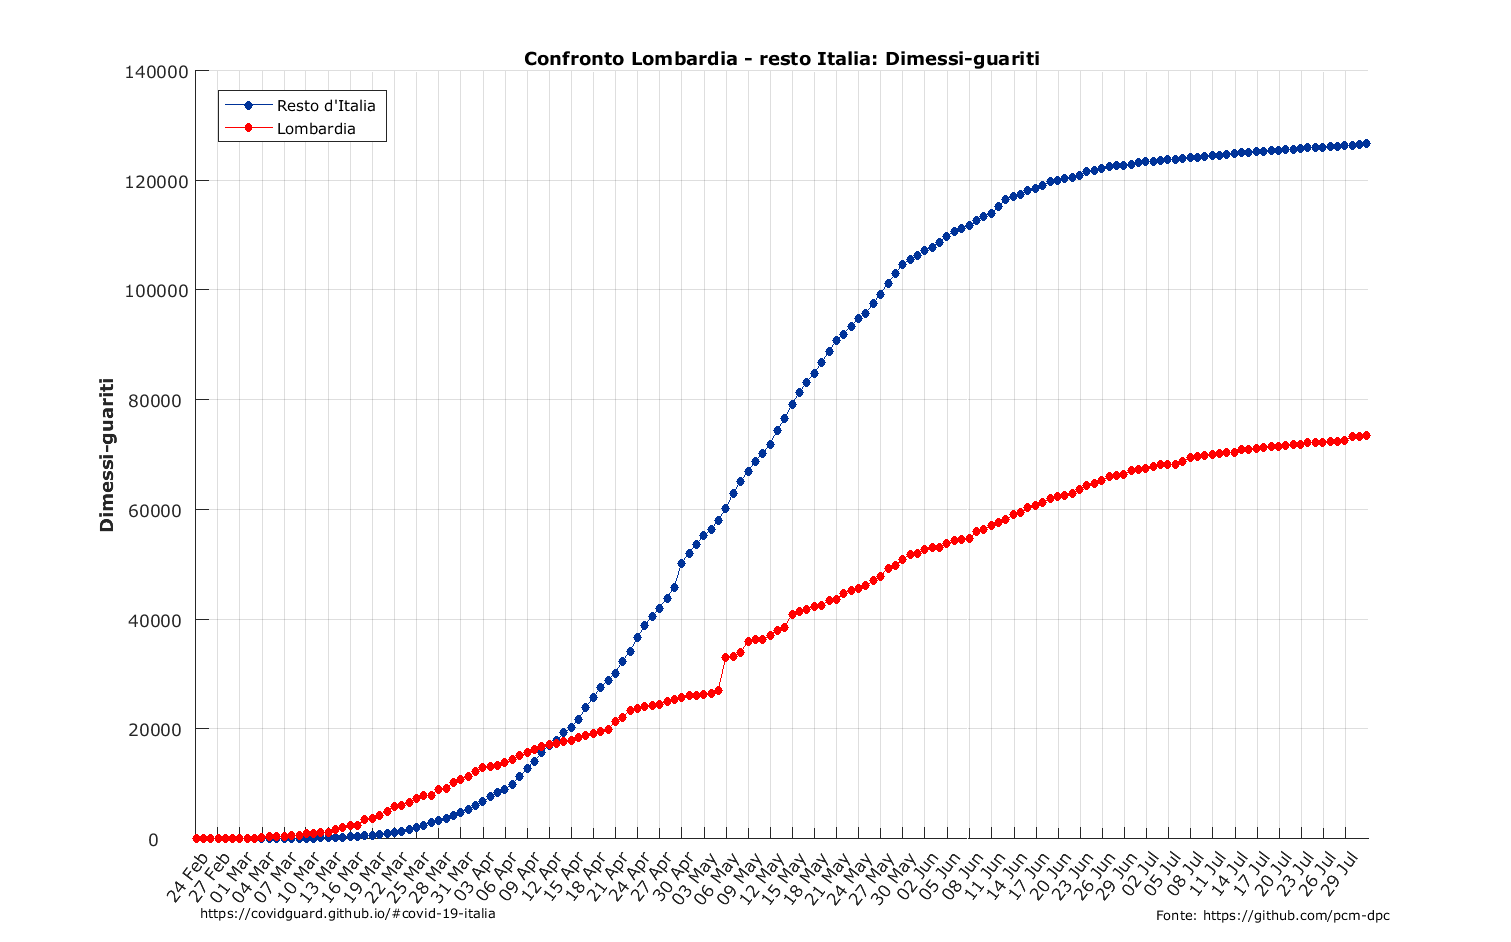 Confronto Lombardia - resto Italia: Dimessi-guariti
140000
120000
100000
80000
60000
40000
20000
0
Dimessi-guariti
Resto d'Italia
Lombardia
24 Feb
27 Feb
01 Mar
04 Mar
07 Mar
10 Mar
13 Mar
16 Mar
19 Mar
22 Mar
25 Mar
28 Mar
31 Mar
03 Apr
06 Apr
09 Apr
12 Apr
15 Apr
18 Apr
21 Apr
24 Apr
27 Apr
30 Apr
03 May
06 May
09 May
12 May
15 May
18 May
21 May
24 May
27 May
30 May
02 Jun
05 Jun
08 Jun
11 Jun
14 Jun
17 Jun
20 Jun
23 Jun
26 Jun
29 Jun
02 Jul
05 Jul
08 Jul
11 Jul
14 Jul
17 Jul
20 Jul
23 Jul
26 Jul
29 Jul
https://covidguard.github.io/#covid-19-italia
Fonte: https://github.com/pcm-dpc